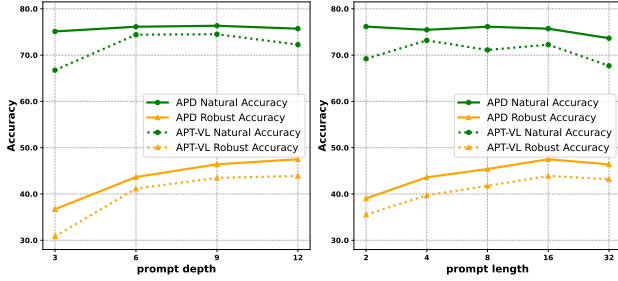 80.0
70.0
60.0
50.0
40.0
30.0
Accuracy
APD Natural Accuracy
APD Robust Accuracy
APT-VL Natural Accuracy
APT-VL Robust Accuracy
3 6 9 12
prompt depth
80.0
70.0
60.0
50.0
40.0
30.0
Accuracy
APD Natural Accuracy
APD Robust Accuracy
APT-VL Natural Accuracy
APT-VL Robust Accuracy
2 4 8 16 32
prompt length